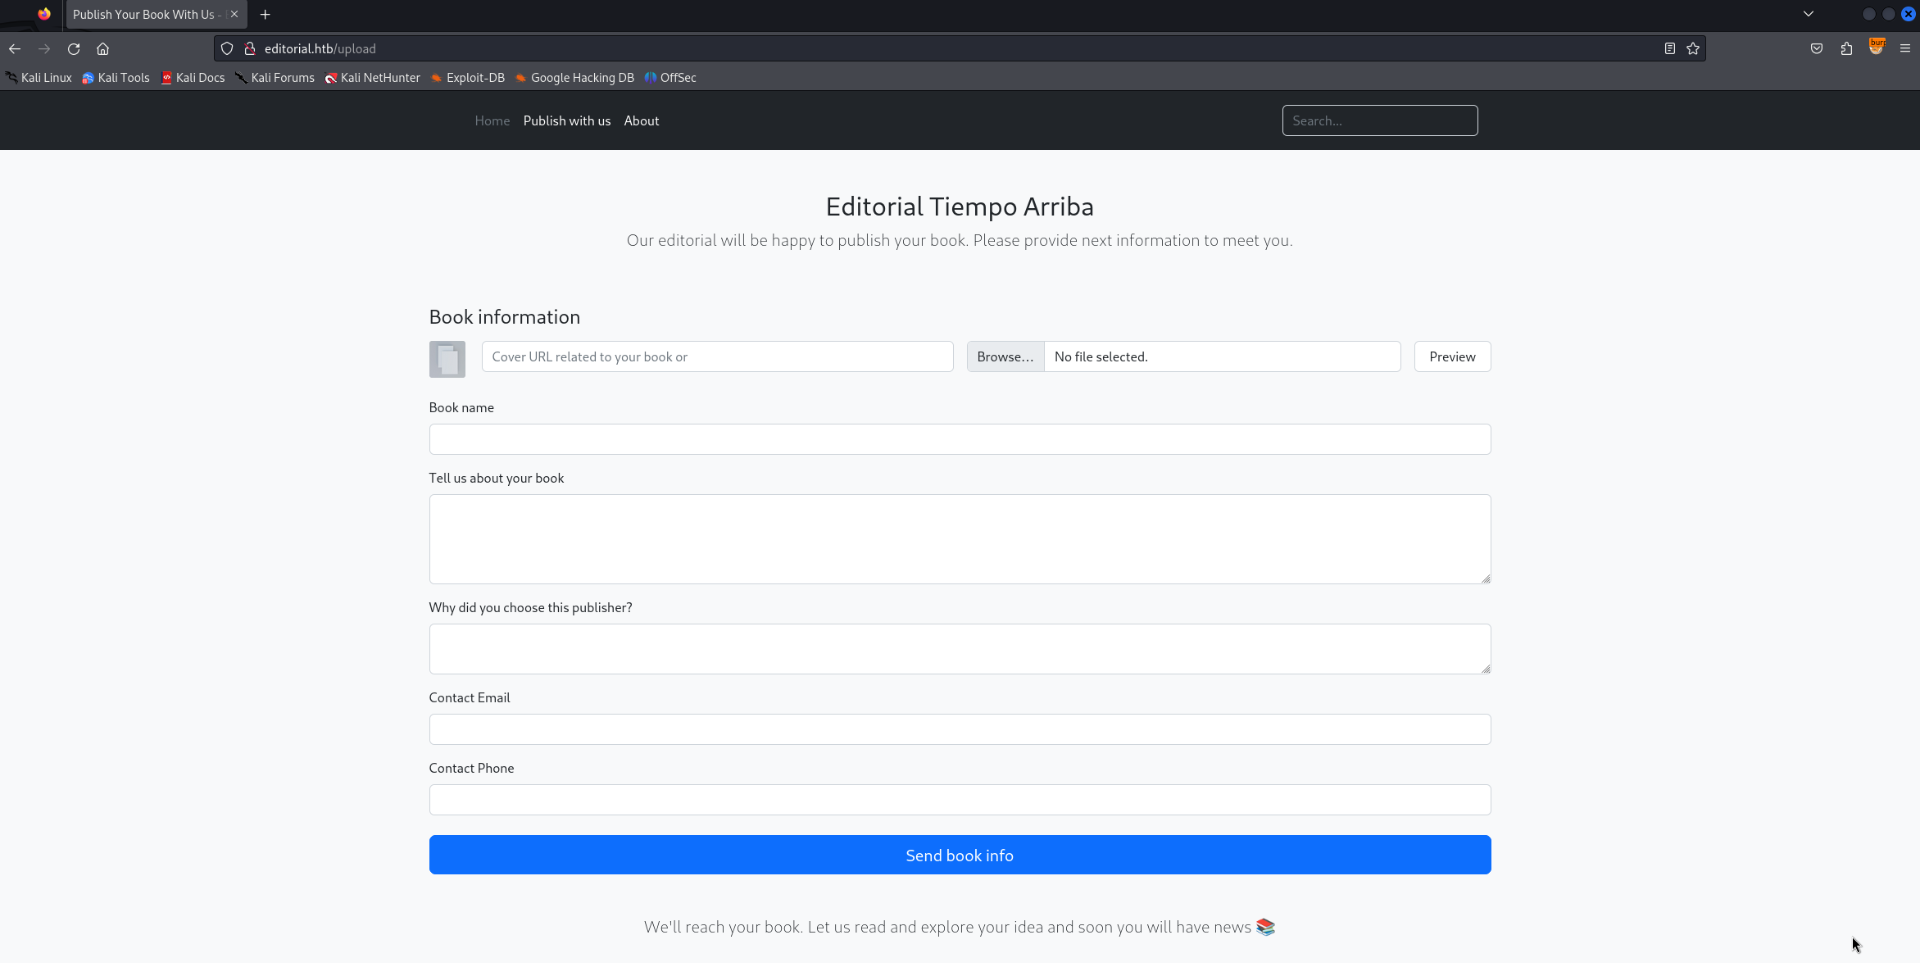 Publish Your Book With Us -
editorial.htb/upload
Kali Linux Kali Tools Kali Docs Kali Forums Kali NetHunter Exploit-DB Google Hacking DB OffSec
Home Publish with us About Search...
Editorial Tiempo Arriba
Our editorial will be happy to publish your book. Please provide next information to meet you.
Book information
Cover URL related to your book or Browse... No file selected. Preview
Book name
Tell us about your book
Why did you choose this publisher?
Contact Email
Contact Phone
Send book info
We'll reach your book. Let us read and explore your idea and soon you will have news 📚